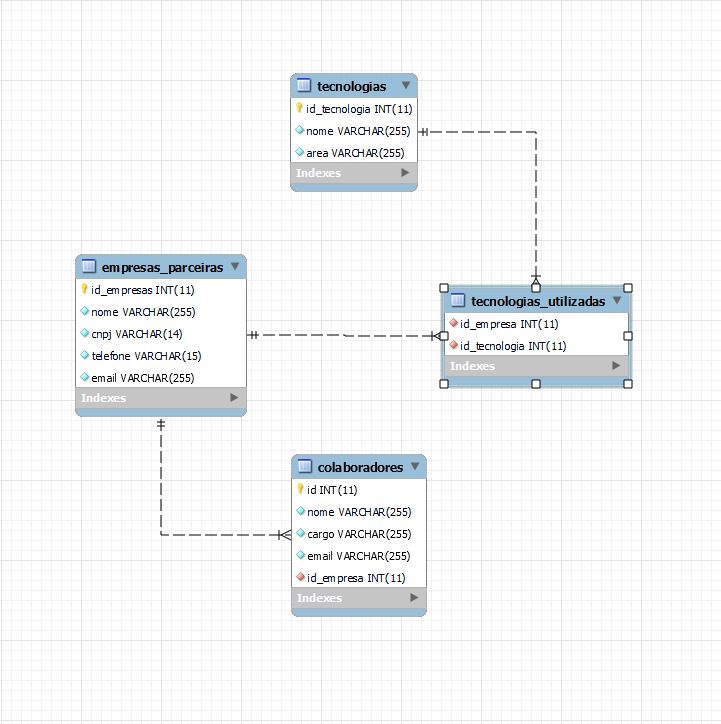 tecnologias
id_tecnologia INT(11)
nome VARCHAR(255)
area VARCHAR(255)
Indexes
empresas_parceiras
id_empresas INT(11)
nome VARCHAR(255)
cnpj VARCHAR(14)
telefone VARCHAR(15)
email VARCHAR(255)
Indexes
tecnologias_utilizadas
id_empresa INT(11)
id_tecnologia INT(11)
Indexes
colaboradores
id INT(11)
nome VARCHAR(255)
cargo VARCHAR(255)
email VARCHAR(255)
id_empresa INT(11)
Indexes